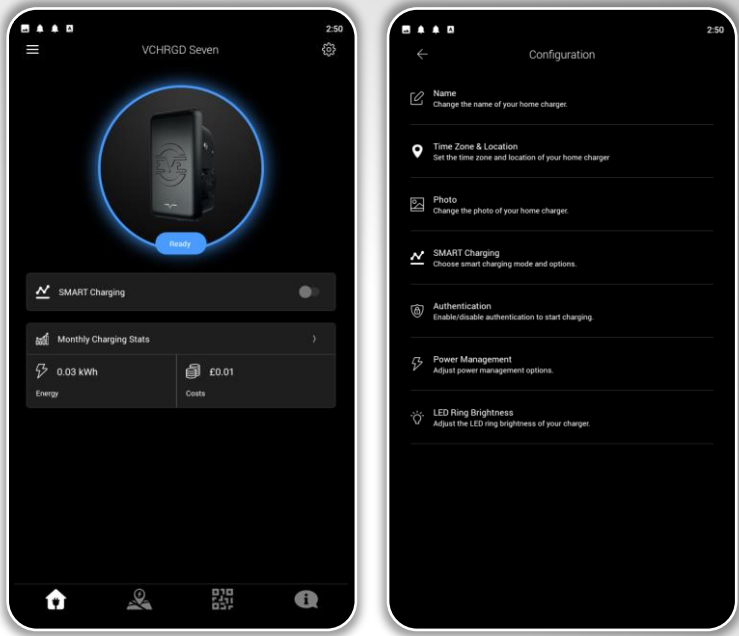 2:50
VCHRGD Seven
Ready
SMART Charging
Monthly Charging Stats
0.03 kWh
£0.01
Energy
Costs
2:50
Configuration
Name
Change the name of your home charger.
Time Zone & Location
Set the time zone and location of your home charger
Photo
Change the photo of your home charger.
SMART Charging
Choose smart charging mode and options.
Authentication
Enable/disable authentication to start charging.
Power Management
Adjust power management options.
LED Ring Brightness
Adjust the LED ring brightness of your charger.